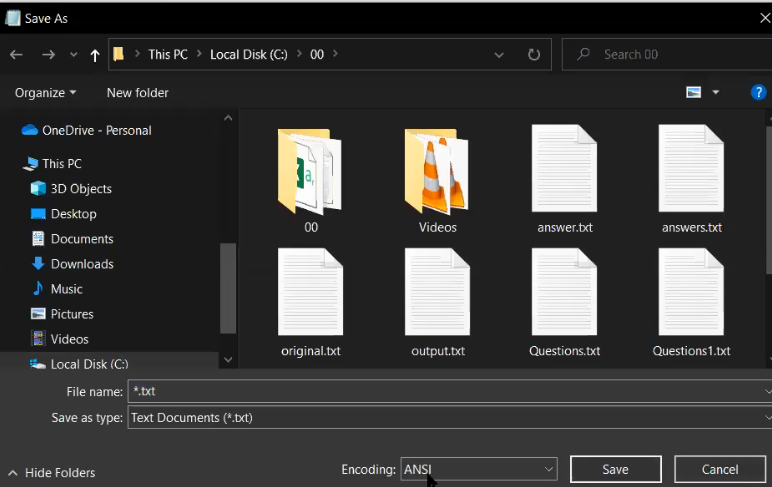 Save As
This PC > Local Disk (C:) > 00 >
Search 00
Organize
New folder
?
OneDrive - Personal
This PC
3D Objects
Desktop
Documents
Downloads
Music
Pictures
Videos
Local Disk (C:)
a,
00
Videos
answer.txt
answers.txt
original.txt
output.txt
Questions.txt
Questions1.txt
File name: *.txt
Save as type: Text Documents (*.txt)
Hide Folders
Encoding: ANSI
Save
Cancel